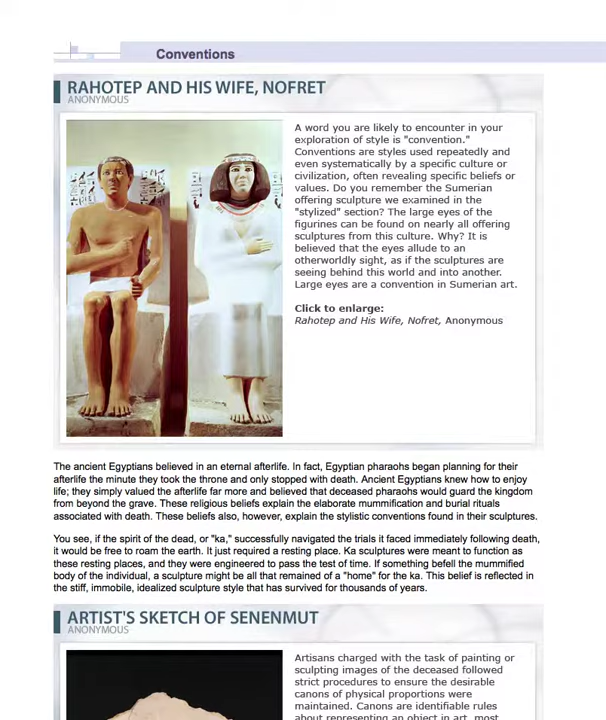 Conventions
RAHOTEP AND HIS WIFE, NOFRET
ANONYMOUS
A word you are likely to encounter in your
exploration of style is "convention."
Conventions are styles used repeatedly and
even systematically by a specific culture or
civilization, often revealing specific beliefs or
values. Do you remember the Sumerian
offering sculpture we examined in the
"stylized" section? The large eyes of the
figurines can be found on nearly all offering
sculptures from this culture. Why? It is
believed that the eyes allude to an
otherworldly sight, as if the sculptures are
seeing behind this world and into another.
Large eyes are a convention in Sumerian art.
Click to enlarge:
Rahotep and His Wife, Nofret, Anonymous
The ancient Egyptians believed in an eternal afterlife. In fact, Egyptian pharaohs began planning for their
afterlife the minute they took the throne and only stopped with death. Ancient Egyptians knew how to enjoy
life; they simply valued the afterlife far more and believed that deceased pharaohs would guard the kingdom
from beyond the grave. These religious beliefs explain the elaborate mummification and burial rituals
associated with death. These beliefs also, however, explain the stylistic conventions found in their sculptures.
You see, if the spirit of the dead, or "ka," successfully navigated the trials it faced immediately following death,
it would be free to roam the earth. It just required a resting place. Ka sculptures were meant to function as
these resting places, and they were engineered to pass the test of time. If something befell the mummified
body of the individual, a sculpture might be all that remained of a "home" for the ka. This belief is reflected in
the stiff, immobile, idealized sculpture style that has survived for thousands of years.
ARTIST'S SKETCH OF SENENMUT
ANONYMOUS
Artisans charged with the task of painting or
sculpting images of the deceased followed
strict procedures to ensure the desirable
canons of physical proportions were
maintained. Canons are identifiable rules
about representing an object in art, most